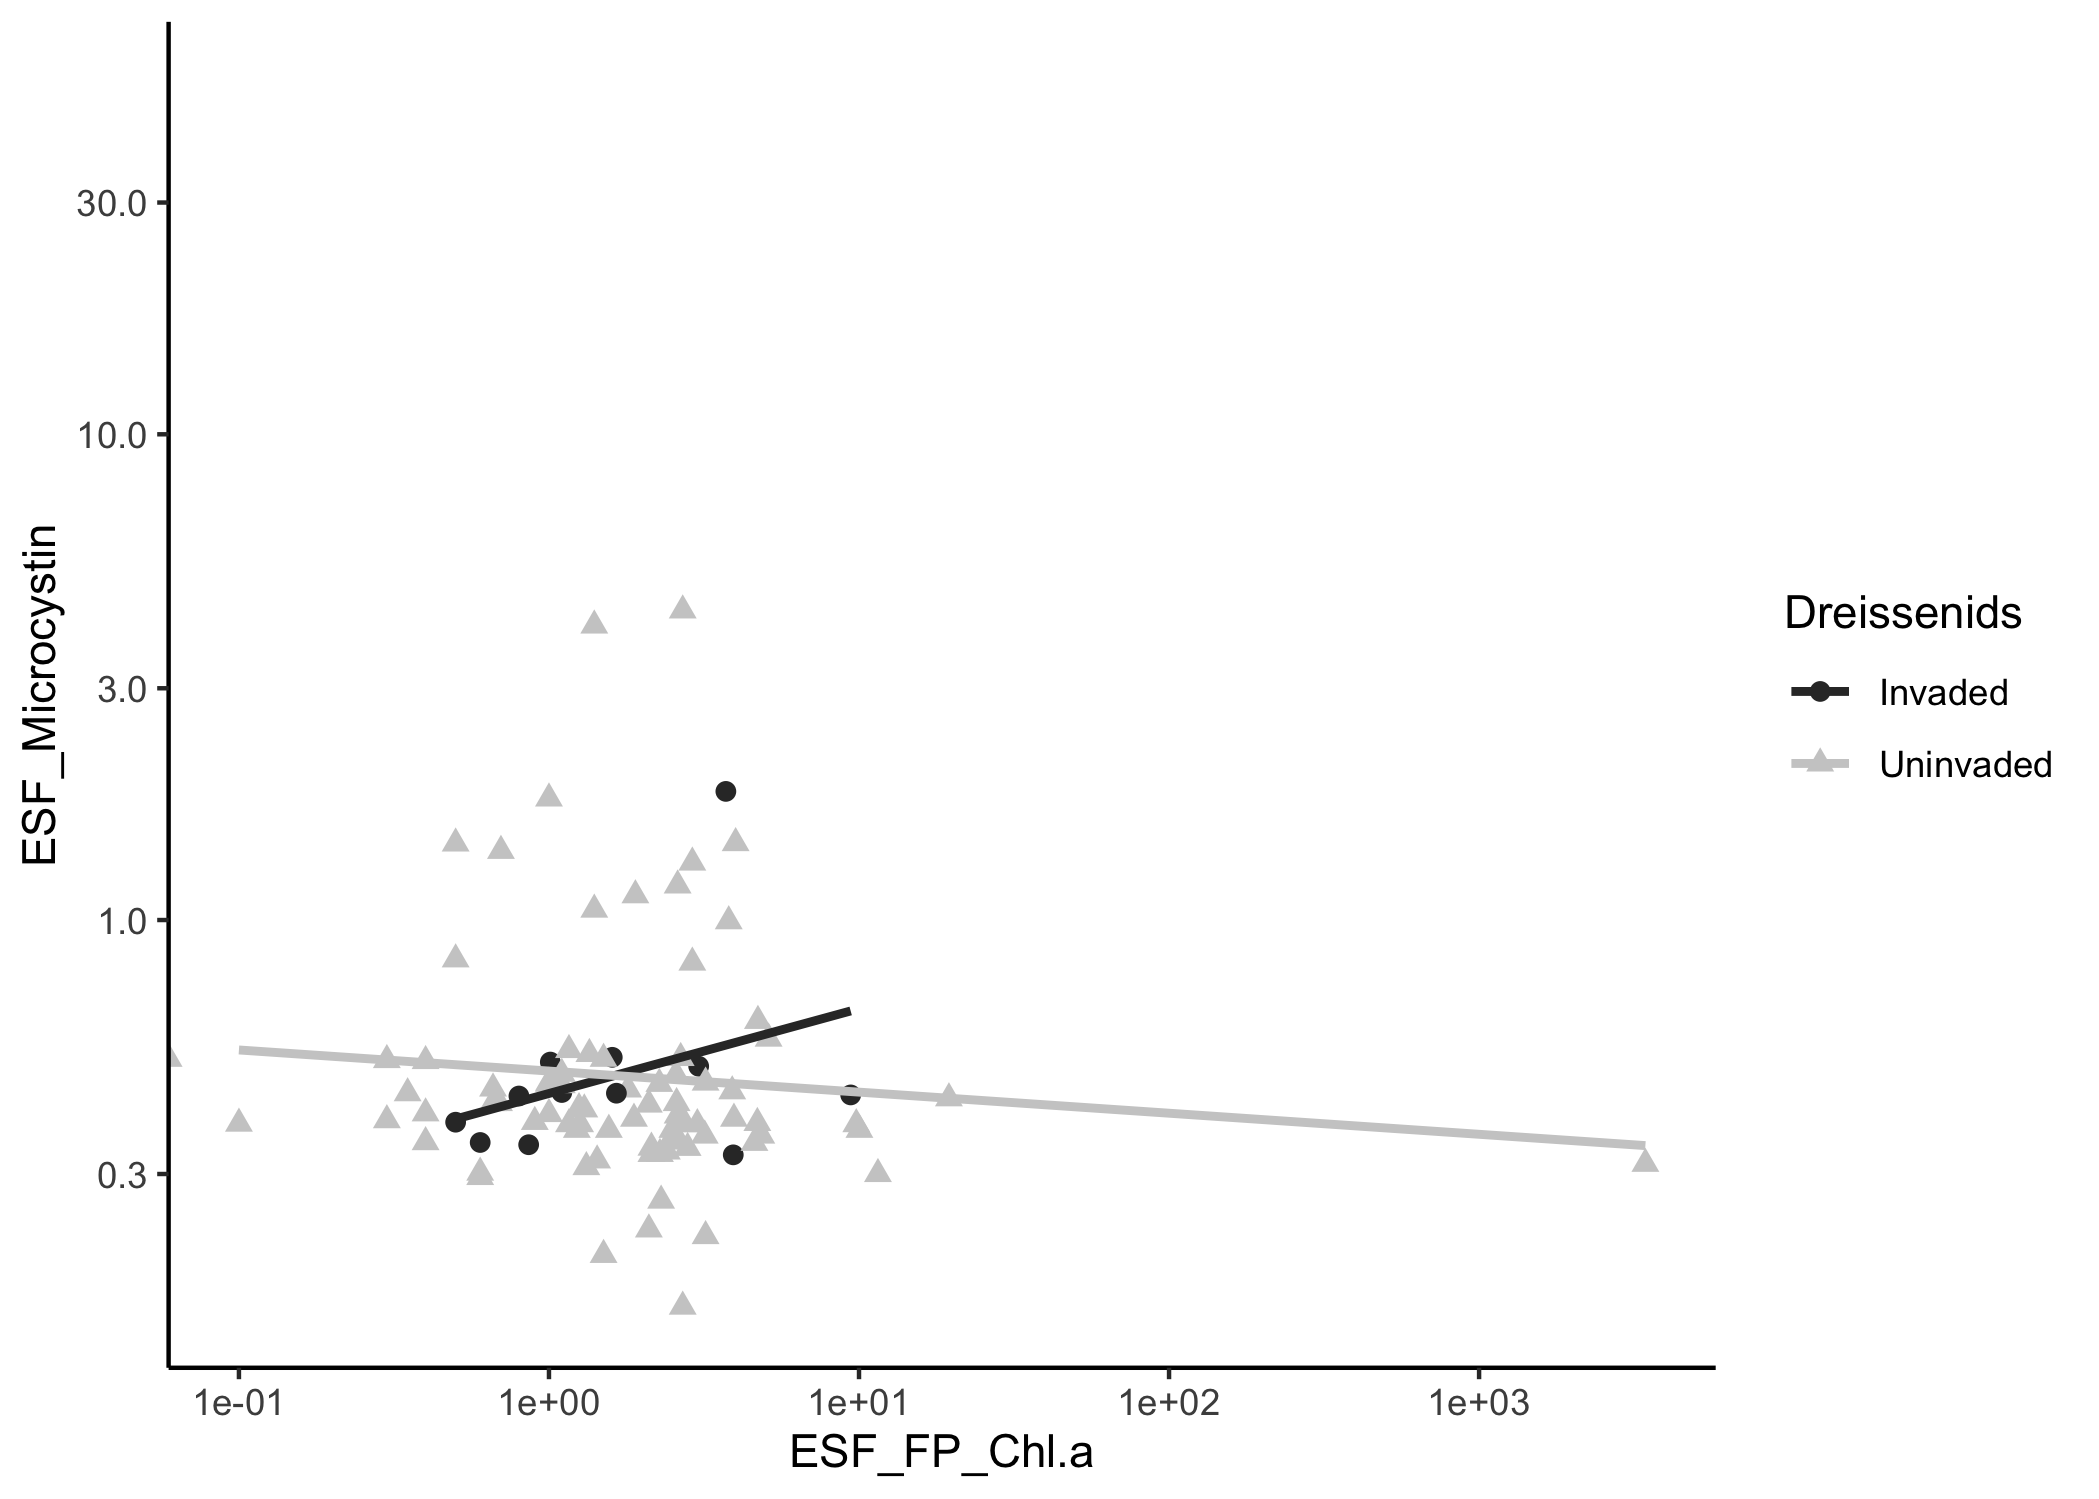 30.0
10.0
3.0
1.0
0.3
ESF_Microcystin
1e-01 1e+00 1e+01 1e+02 1e+03
ESF_FP_Chl.a
Dreissenids
Invaded
Uninvaded